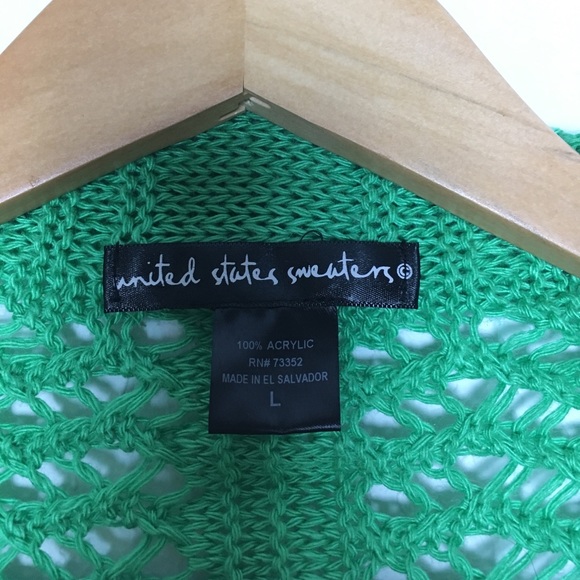 united states sweaters©
100% ACRYLIC
RN# 73352
MADE IN EL SALVADOR
L